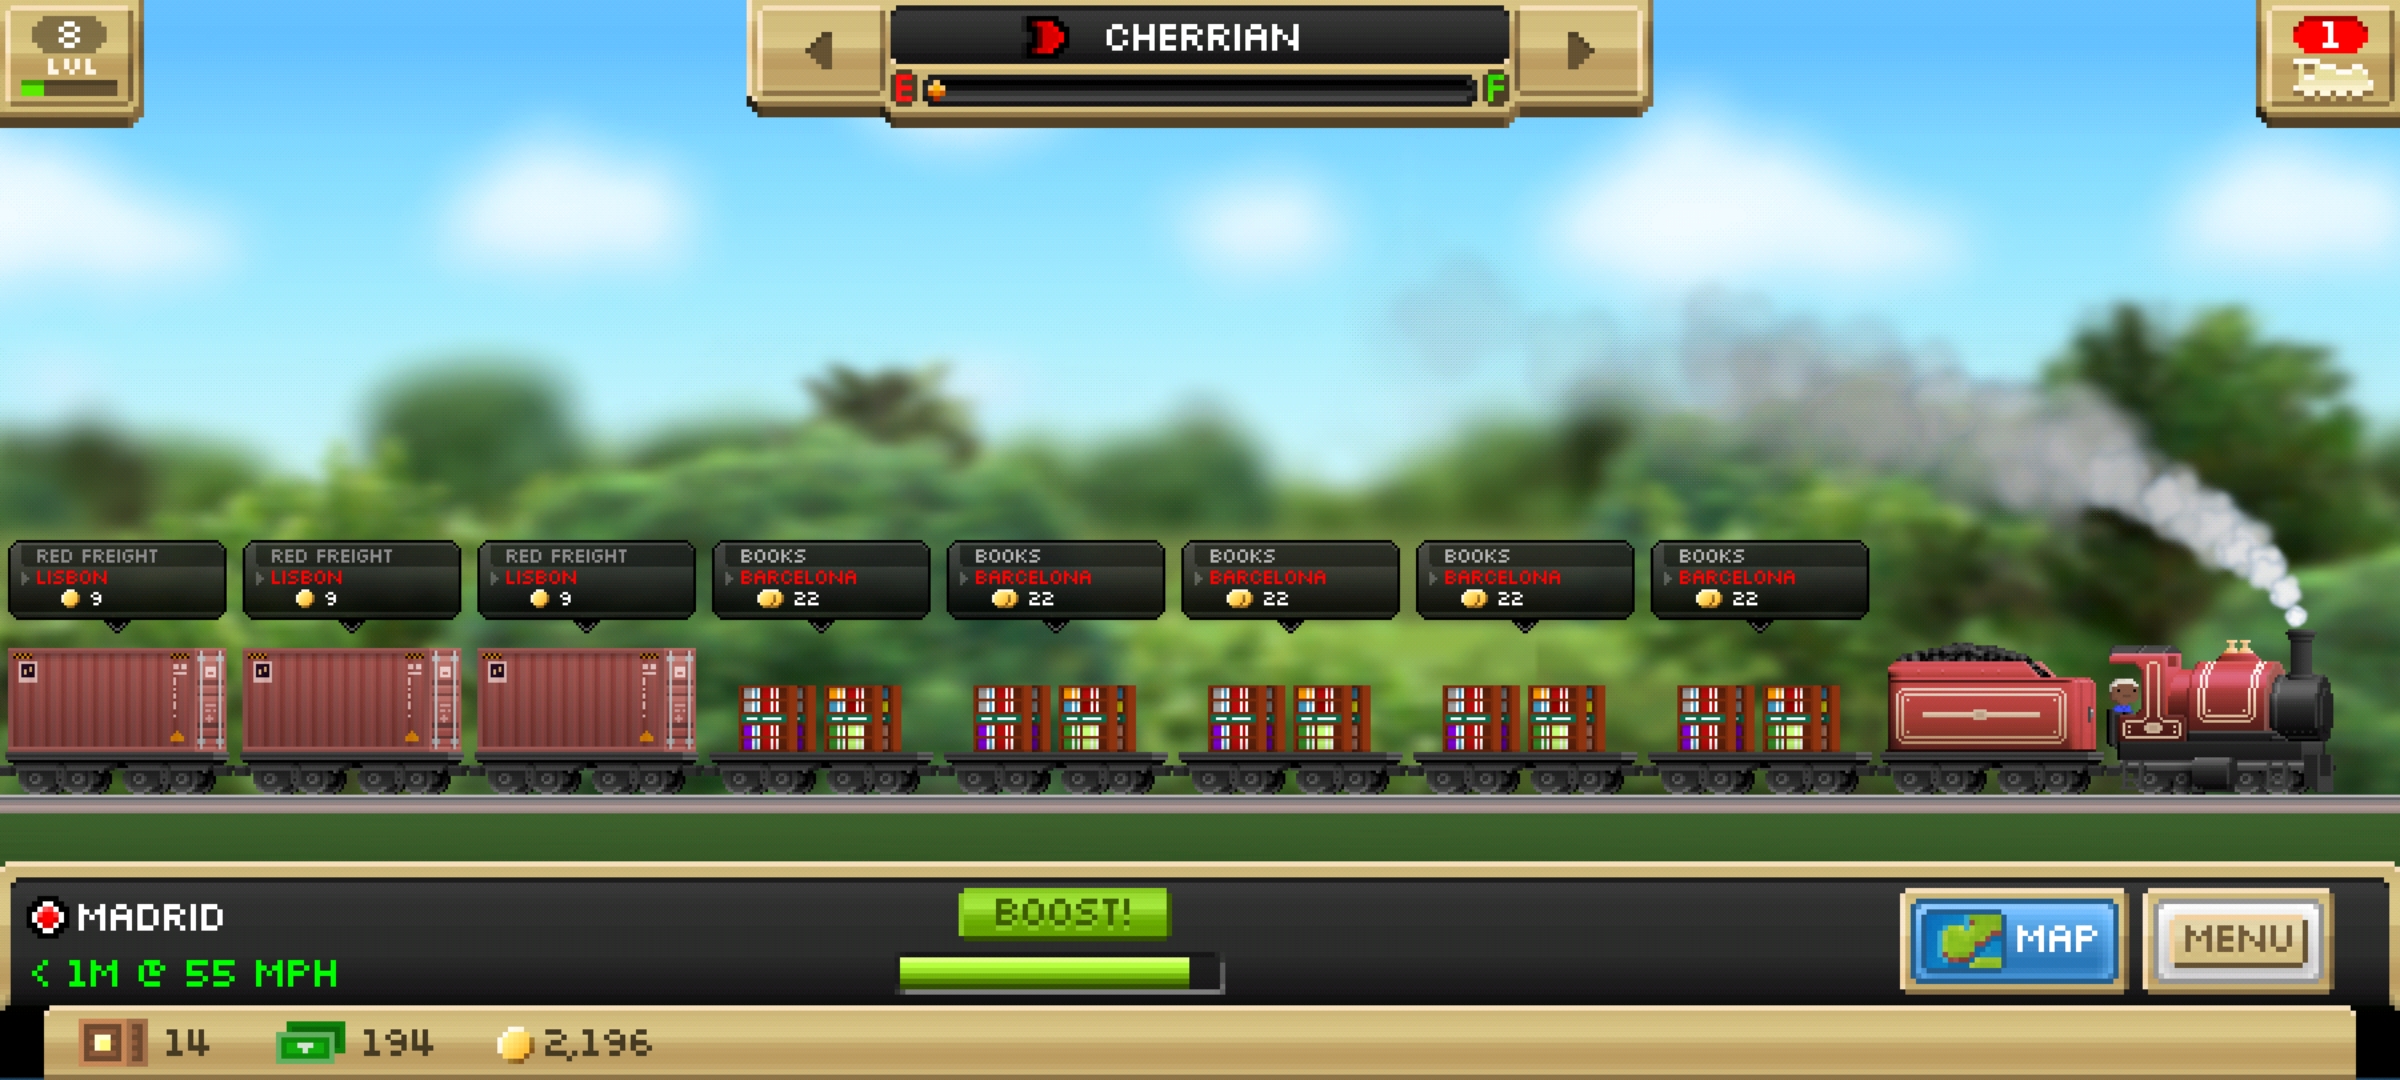 8
LVL
CHERRIAN
E F
1
RED FREIGHT
LISBON
9
RED FREIGHT
LISBON
9
RED FREIGHT
LISBON
9
BOOKS
BARCELONA
22
BOOKS
BARCELONA
22
BOOKS
BARCELONA
22
BOOKS
BARCELONA
22
BOOKS
BARCELONA
22
MADRID
< 1M @ 55 MPH
BOOST!
MAP
MENU
14 194 2,196